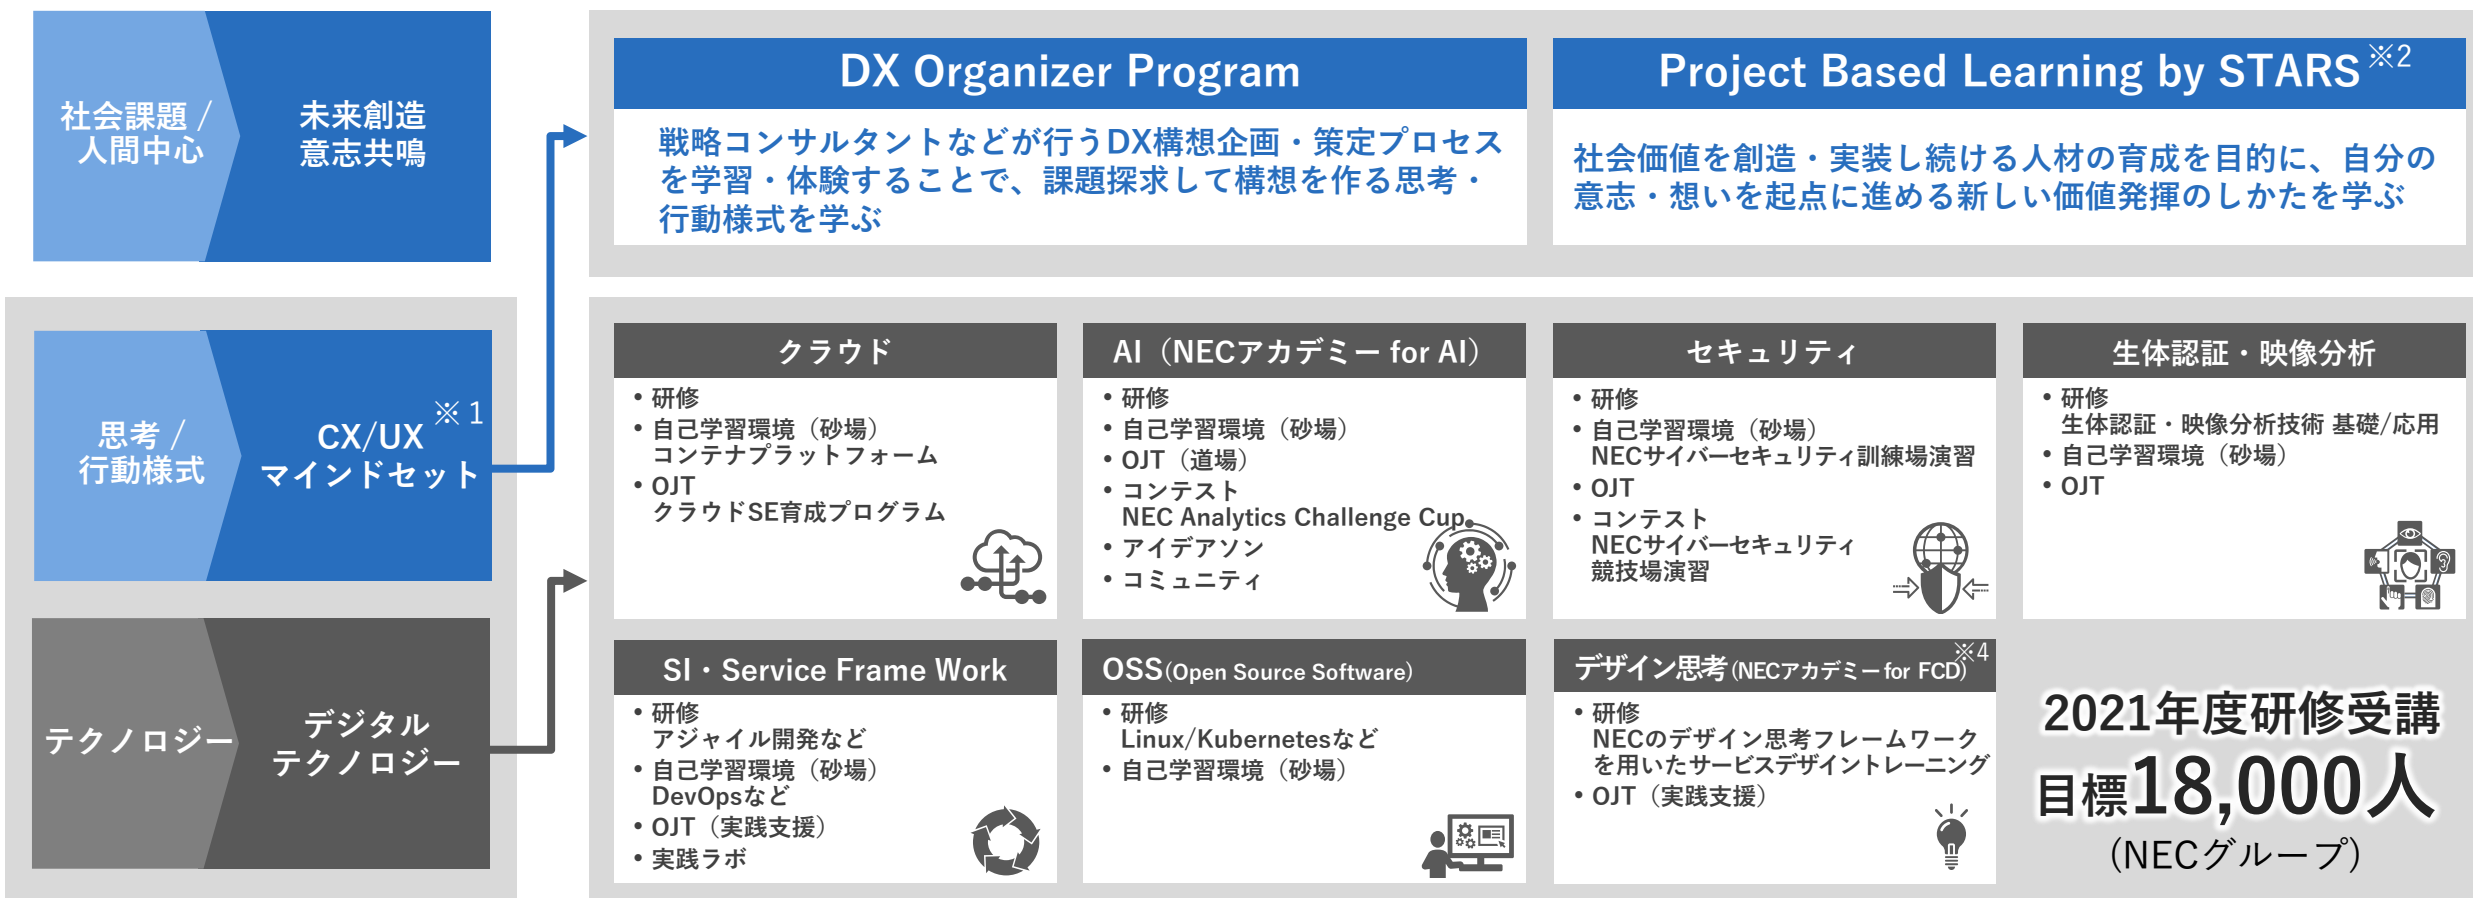 社会課題 /
人間中心
未来創造
意志共鳴
DX Organizer Program
戦略コンサルタントなどが行うDX構想企画・策定プロセス
を学習・体験することで、課題探求して構想を作る思考・
行動様式を学ぶ
Project Based Learning by STARS※2
社会価値を創造・実装し続ける人材の育成を目的に、自分の
意志・想いを起点に進める新しい価値発揮のしかたを学ぶ
思考 /
行動様式
CX/UX※1
マインドセット
テクノロジー
デジタル
テクノロジー
クラウド
• 研修
• 自己学習環境（砂場）
コンテナプラットフォーム
• OJT
クラウドSE育成プログラム
AI（NECアカデミー for AI）
• 研修
• 自己学習環境（砂場）
• OJT（道場）
• コンテスト
NEC Analytics Challenge Cup
• アイデアソン
• コミュニティ
セキュリティ
• 研修
• 自己学習環境（砂場）
NECサイバーセキュリティ訓練場演習
• OJT
• コンテスト
NECサイバーセキュリティ
競技場演習
生体認証・映像分析
• 研修
生体認証・映像分析技術 基礎/応用
• 自己学習環境（砂場）
• OJT
SI・Service Frame Work
• 研修
アジャイル開発など
• 自己学習環境（砂場）
DevOpsなど
• OJT（実践支援）
• 実践ラボ
OSS(Open Source Software)
• 研修
Linux/Kubernetesなど
• 自己学習環境（砂場）
デザイン思考(NECアカデミーfor FCD)※4
• 研修
NECのデザイン思考フレームワーク
を用いたサービスデザイントレーニング
• OJT（実践支援）
2021年度研修受講
目標18,000人
(NECグループ)